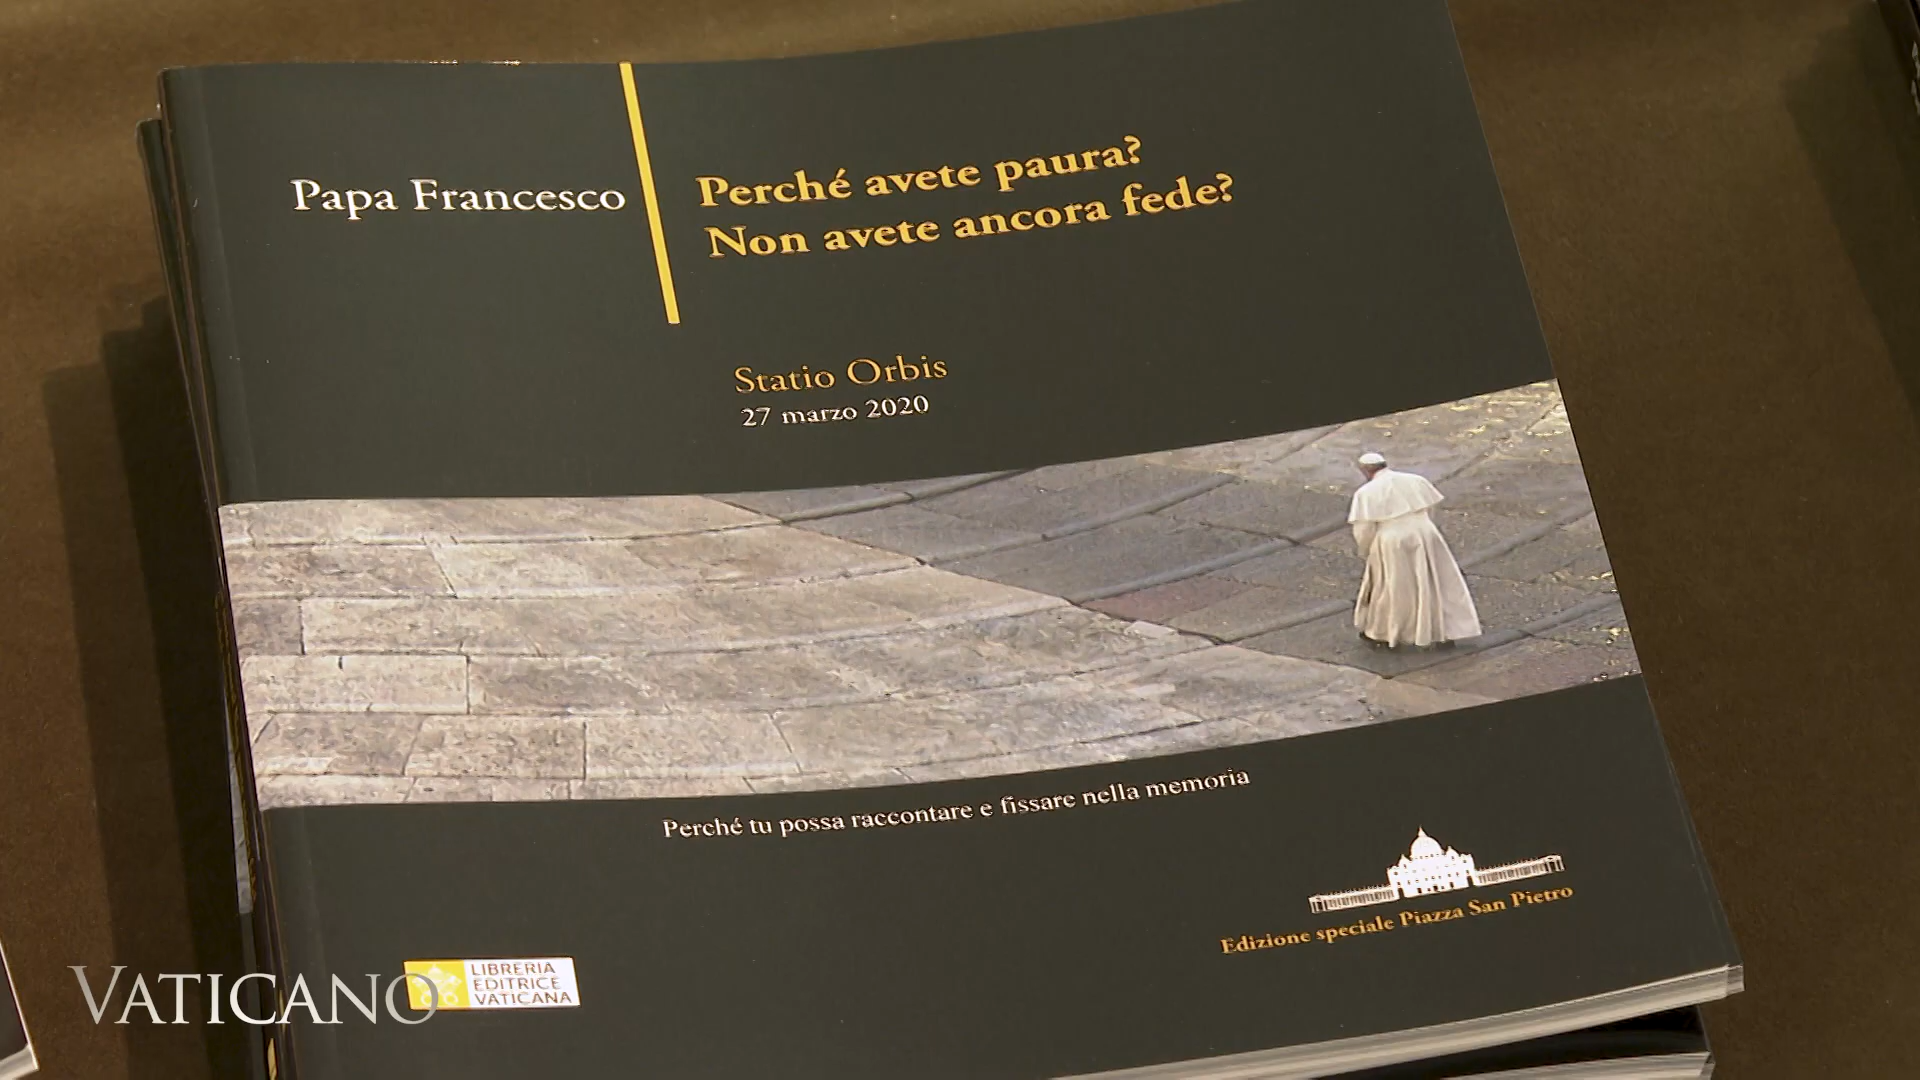 Papa Francesco
Perché avete paura?
Non avete ancora fede?
Statio Orbis
27 marzo 2020
Perché tu possa raccontare e fissare nella memoria
Edizione speciale Piazza San Pietro
LIBRERIA
EDITRICE
VATICANA
VATICANO